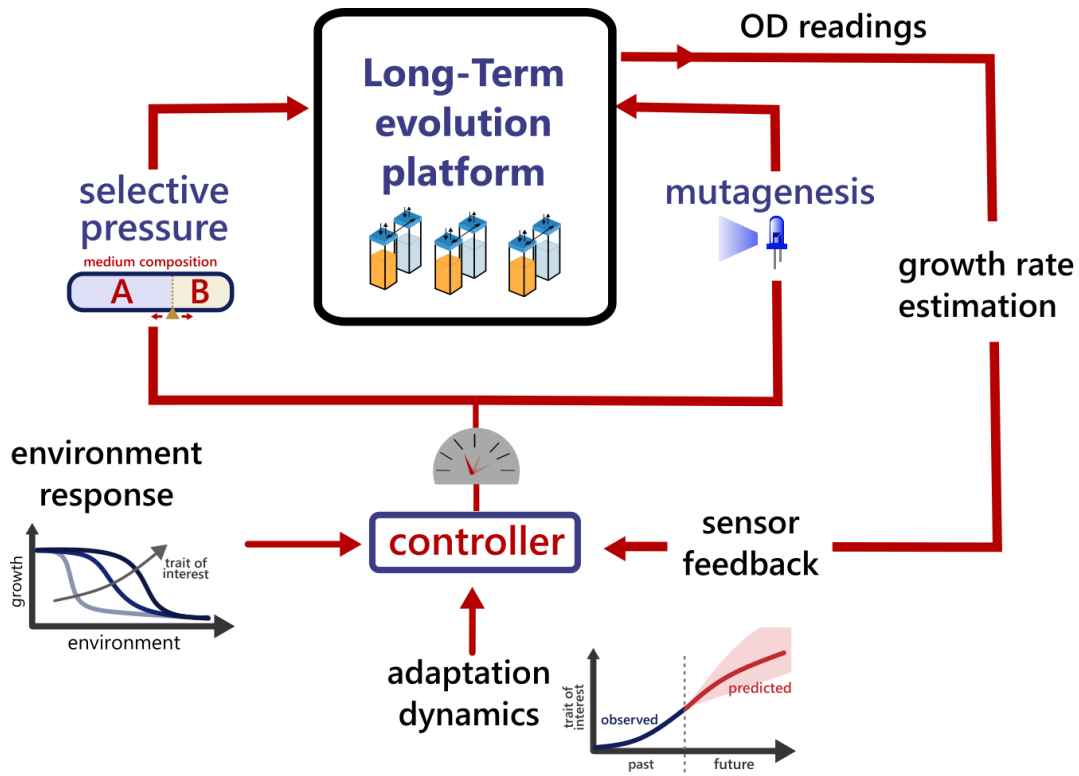 OD readings
Long-Term
evolution
platform
selective
pressure
medium composition
A B
mutagenesis
growth rate
estimation
environment
response
growth
trait of
interest
environment
controller
sensor
feedback
adaptation
dynamics
trait of
interest
observed
predicted
past
future